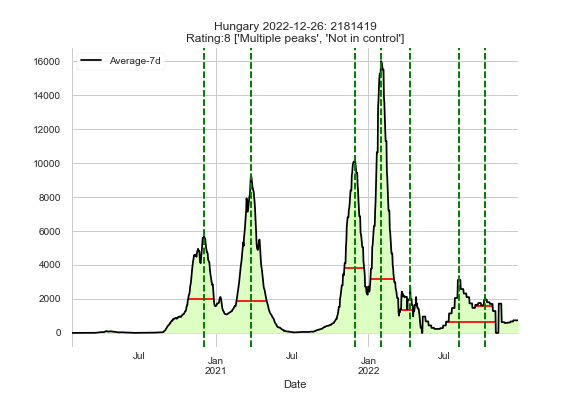 Hungary 2022-12-26: 2181419
Rating:8 ['Multiple peaks', 'Not in control']
Average-7d
16000
14000
12000
10000
8000
6000
4000
2000
0
Jul
Jan
2021
Jul
Jan
2022
Jul
Date